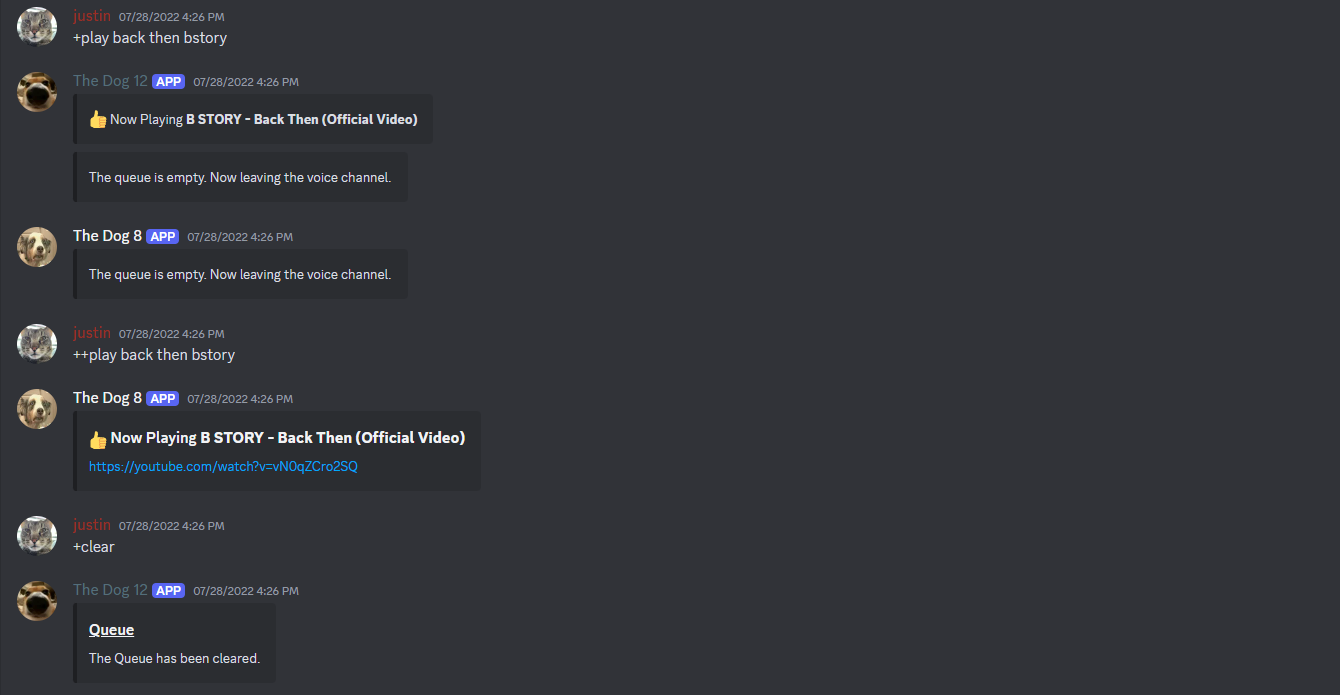 justin 07/28/2022 4:26 PM
+play back then bstory
The Dog 12 APP 07/28/2022 4:26 PM
👍 Now Playing B STORY - Back Then (Official Video)
The queue is empty. Now leaving the voice channel.
The Dog 8 APP 07/28/2022 4:26 PM
The queue is empty. Now leaving the voice channel.
justin 07/28/2022 4:26 PM
++play back then bstory
The Dog 8 APP 07/28/2022 4:26 PM
👍 Now Playing B STORY - Back Then (Official Video)
https://youtube.com/watch?v=vN0qZCro2SQ
justin 07/28/2022 4:26 PM
+clear
The Dog 12 APP 07/28/2022 4:26 PM
Queue
The Queue has been cleared.